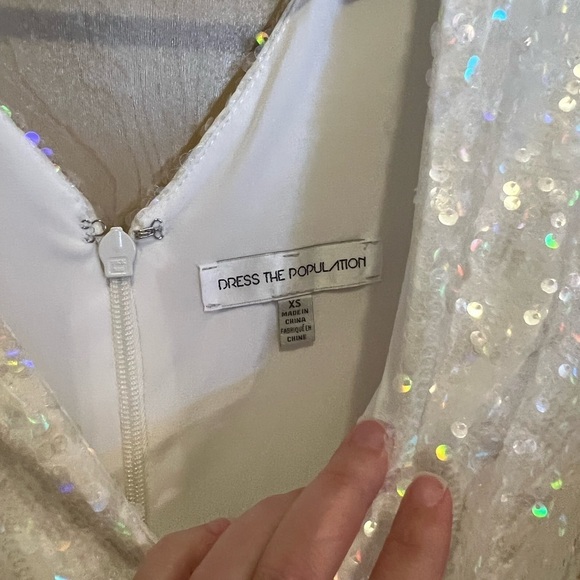 DRESS THE POPULATION
XS
MADE IN
CHINA
FABRIQUÉ EN
CHINE